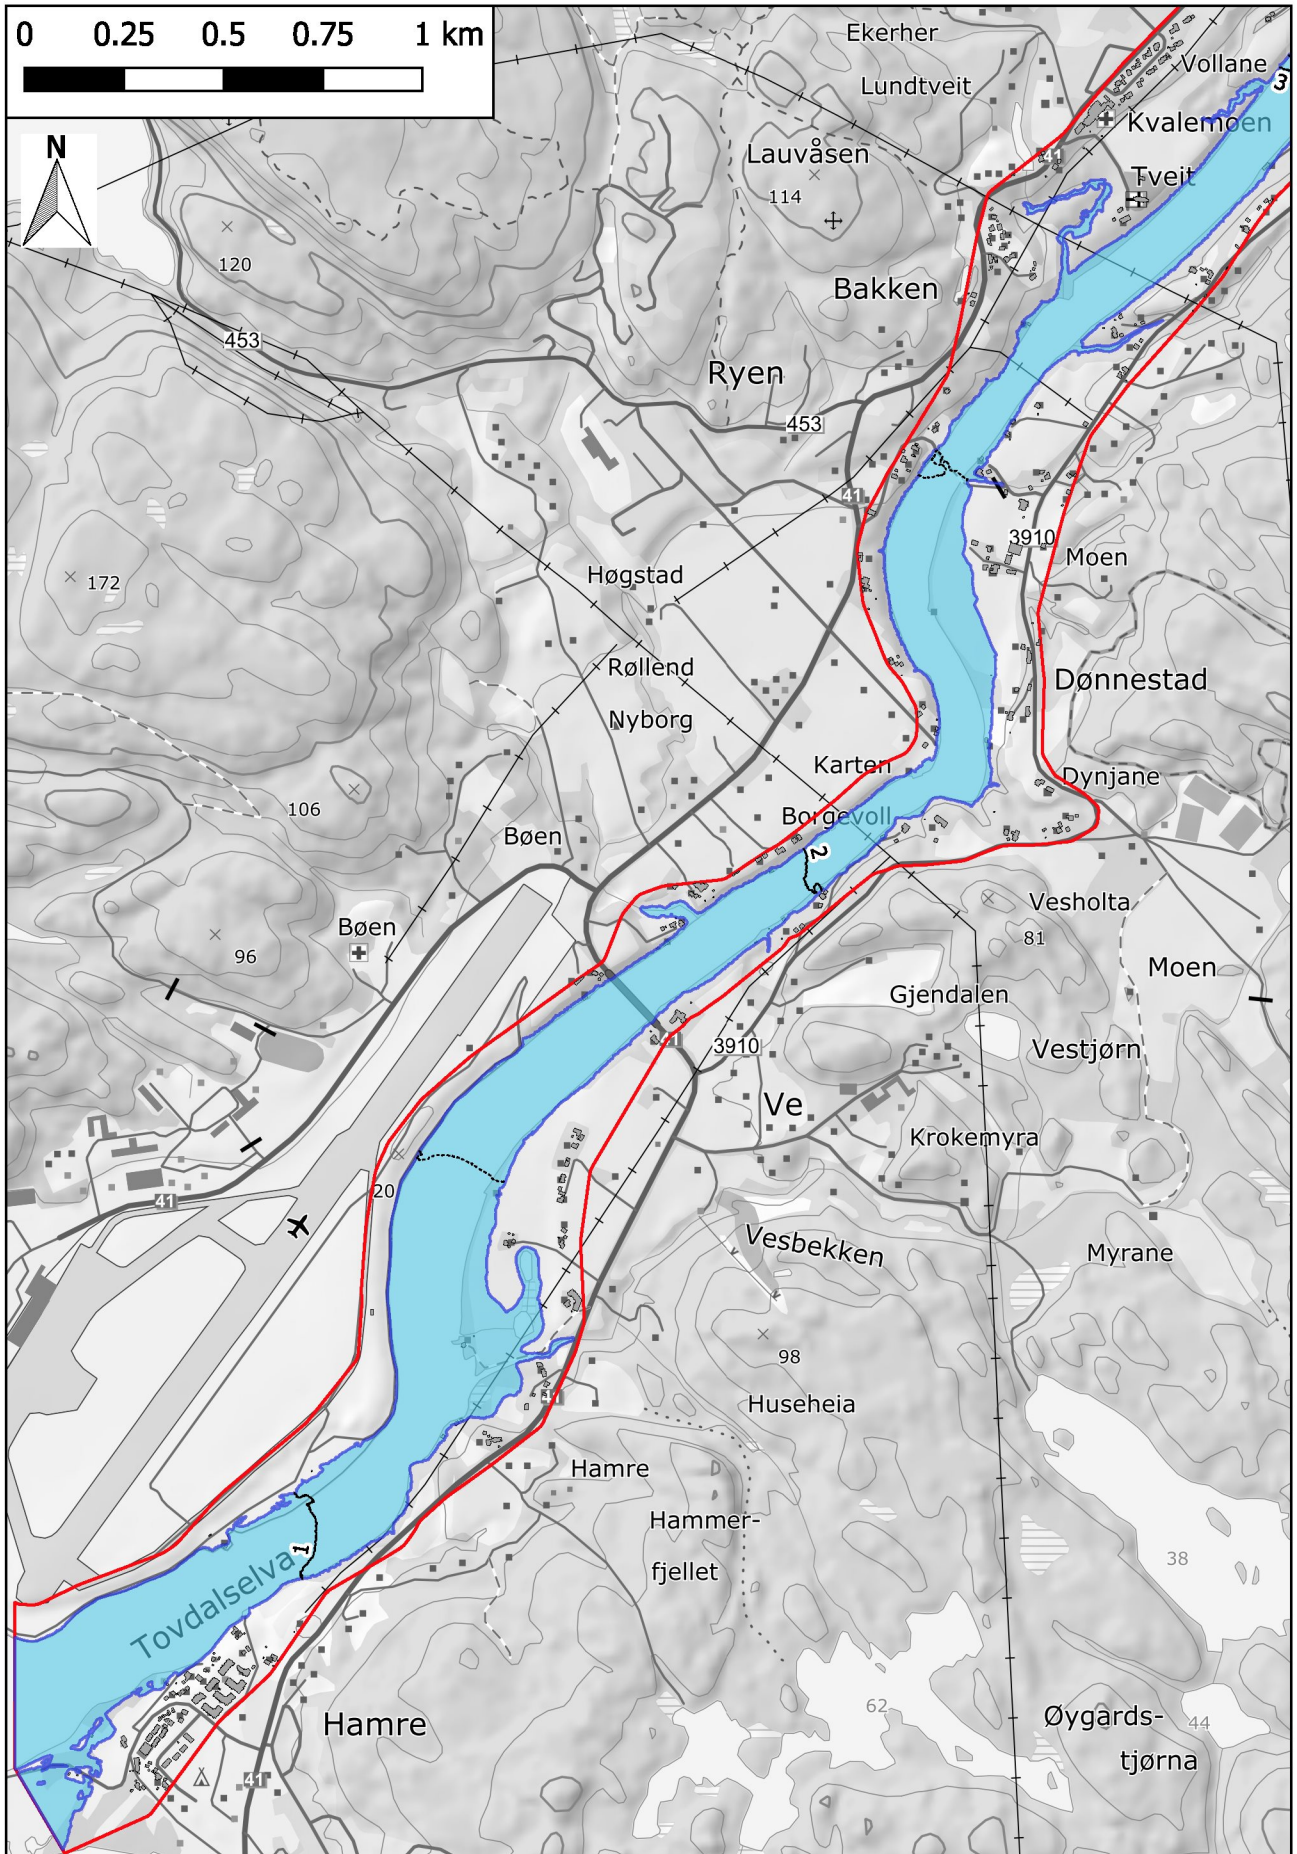 0 0.25 0.5 0.75 1 km
N
Ekerher
Lundtveit
Vollane
3
Kvalemoen
Lauvåsen
41
Tveit
114
120
Bakken
453
Ryen
453
41
3910
Moen
172
Høgstad
Røllend
Dønnestad
Nyborg
Karten
Dynjane
106
Borgevoll
Bøen
2
Vesholta
Bøen
81
96
Moen
Gjendalen
3910
Vestjørn
Ve
Krokemyra
20
41
Vesbekken
Myrane
98
Huseheia
Hamre
Hammer-
fjellet
1
38
Tovdalselva
62
Øygards-
44
Hamre
tjørna
41